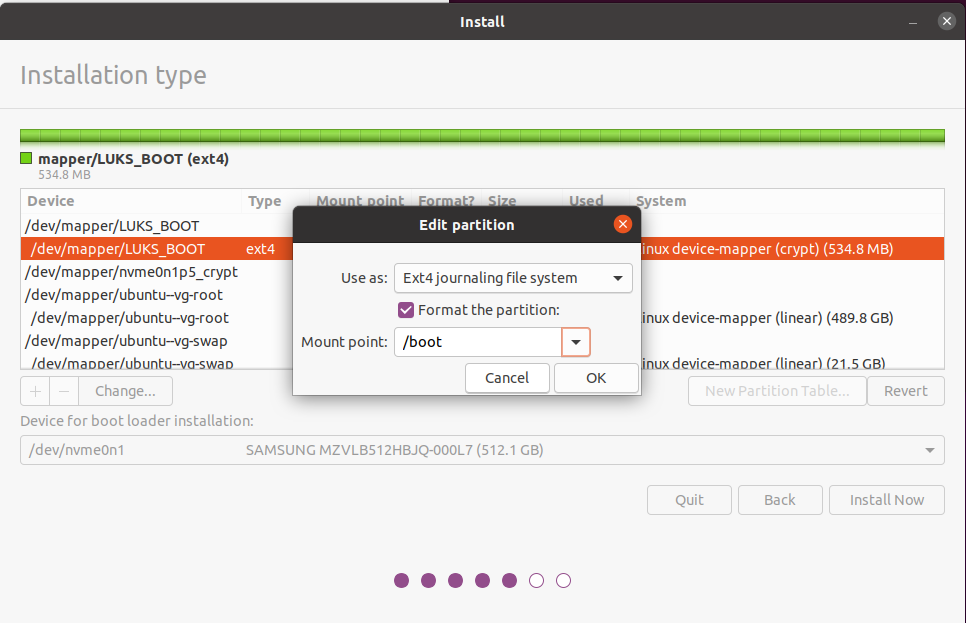 Install
Installation type
mapper/LUKS_BOOT (ext4)
534.8 MB
Device Type Mount point Format? Size Used System
/dev/mapper/LUKS_BOOT
/dev/mapper/LUKS_BOOT ext4 inux device-mapper (crypt) (534.8 MB)
/dev/mapper/nvme0n1p5_crypt
/dev/mapper/ubuntu--vg-root
/dev/mapper/ubuntu--vg-root inux device-mapper (linear) (489.8 GB)
/dev/mapper/ubuntu--vg-swap
/dev/mapper/ubuntu--vg-swap inux device-mapper (linear) (21.5 GB)
Edit partition
Use as: Ext4 journaling file system
Format the partition:
Mount point: /boot
Cancel OK
+ − Change... New Partition Table... Revert
Device for boot loader installation:
/dev/nvme0n1 SAMSUNG MZVLB512HBJQ-000L7 (512.1 GB)
Quit Back Install Now